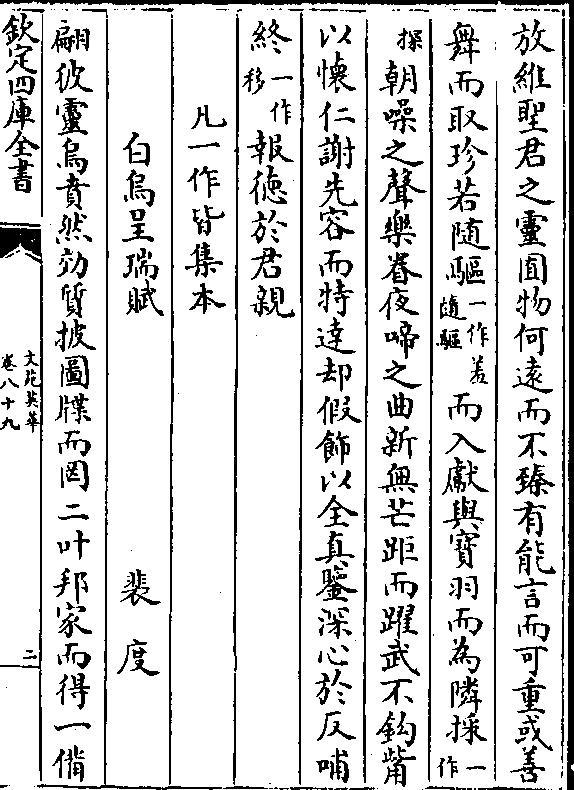 放維聖君之靈囿物何遠而不臻有能言而可重或善
舞而取珍若隨驅一作羞隨驅而入獻與寳羽而為隣採一作
探朝噪之聲樂眷夜啼之曲新無芒距而躍武不鈎觜
以懷仁謝先容而特達却假飾以全真鑒深心於反哺
終一作移報德於君親
凡一作皆集本
白烏呈瑞賦 裴度
翩彼靈烏賁然効質披圖牒而罔二叶邦家而得一備
欽定四庫全書
文苑英華
卷八十九
二